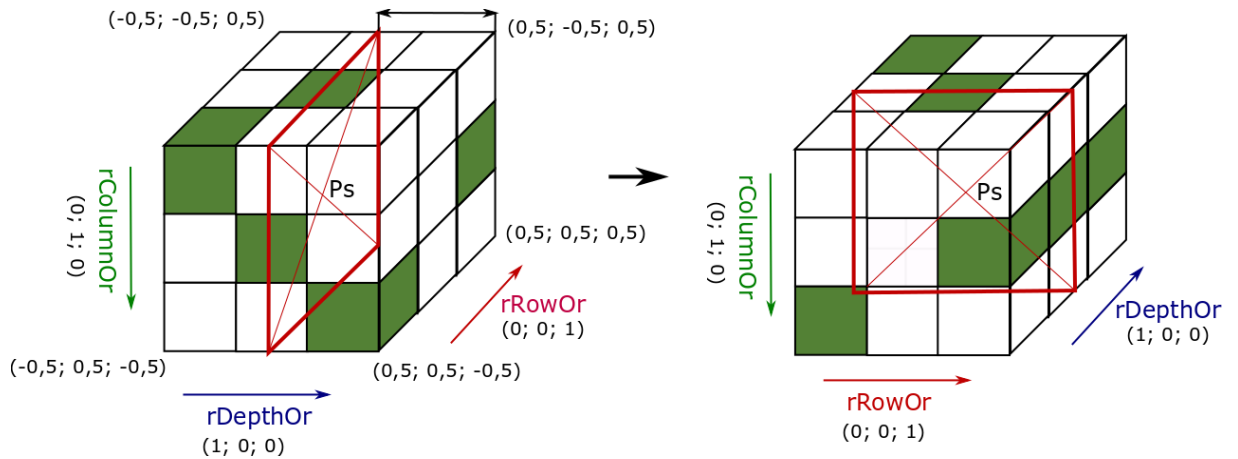 (-0,5; -0,5; 0,5)
(0,5; -0,5; 0,5)
Ps
rColumnOr
(0; 1; 0)
(0,5; 0,5; 0,5)
rRowOr
(0; 0; 1)
(-0,5; 0,5; -0,5)
(0,5; 0,5; -0,5)
rDepthOr
(1; 0; 0)
Ps
rColumnOr
(0; 1; 0)
rDepthOr
(1; 0; 0)
rRowOr
(0; 0; 1)